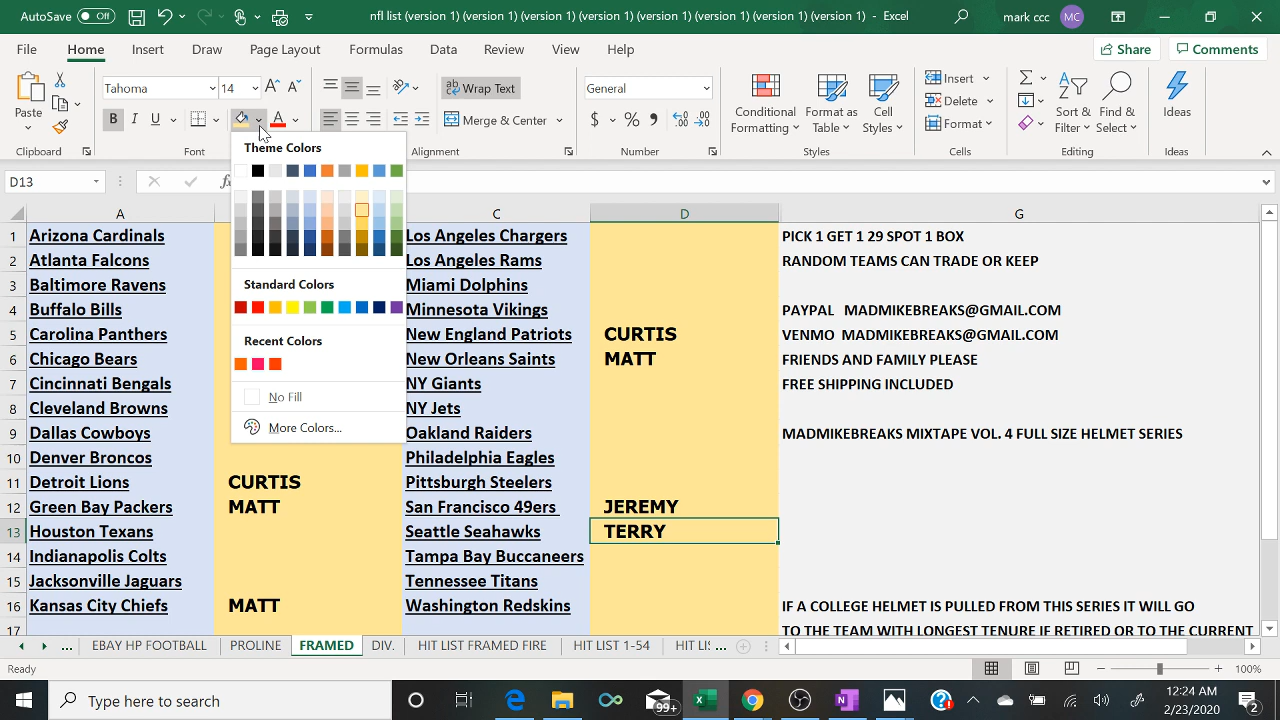 AutoSave Off
nfl list (version 1) (version 1) (version 1) (version 1) (version 1) (version 1) (version 1) (version 1) - Excel
mark ccc MC
File Home Insert Draw Page Layout Formulas Data Review View Help
Share Comments
Paste
Clipboard
Tahoma 14
B I U
Font
Wrap Text
Merge & Center
Alignment
General
$ % ,
Number
Conditional Formatting
Format as Table
Cell Styles
Styles
Insert
Delete
Format
Cells
Sort & Filter
Find & Select
Editing
Ideas
Ideas
D13
Theme Colors
Standard Colors
Recent Colors
No Fill
More Colors...
A C D G
1 Arizona Cardinals Los Angeles Chargers PICK 1 GET 1 29 SPOT 1 BOX
2 Atlanta Falcons Los Angeles Rams RANDOM TEAMS CAN TRADE OR KEEP
3 Baltimore Ravens Miami Dolphins
4 Buffalo Bills Minnesota Vikings PAYPAL MADMIKEBREAKS@GMAIL.COM
5 Carolina Panthers New England Patriots CURTIS VENMO MADMIKEBREAKS@GMAIL.COM
6 Chicago Bears New Orleans Saints MATT FRIENDS AND FAMILY PLEASE
7 Cincinnati Bengals NY Giants FREE SHIPPING INCLUDED
8 Cleveland Browns NY Jets
9 Dallas Cowboys Oakland Raiders MADMIKEBREAKS MIXTAPE VOL. 4 FULL SIZE HELMET SERIES
10 Denver Broncos Philadelphia Eagles
11 Detroit Lions CURTIS Pittsburgh Steelers
12 Green Bay Packers MATT San Francisco 49ers JEREMY
13 Houston Texans Seattle Seahawks TERRY
14 Indianapolis Colts Tampa Bay Buccaneers
15 Jacksonville Jaguars Tennessee Titans
16 Kansas City Chiefs MATT Washington Redskins IF A COLLEGE HELMET IS PULLED FROM THIS SERIES IT WILL GO
17 TO THE TEAM WITH LONGEST TENURE IF RETIRED OR TO THE CURRENT
... EBAY HP FOOTBALL PROLINE FRAMED DIV. HIT LIST FRAMED FIRE HIT LIST 1-54 HIT LI ...
Ready 100%
Type here to search
99+
12:24 AM
2/23/2020
2